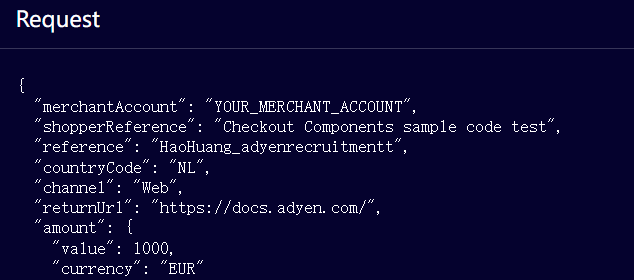 Request
{
"merchantAccount": "YOUR_MERCHANT_ACCOUNT",
"shopperReference": "Checkout Components sample code test",
"reference": "HaoHuang_adyenrecruitmentt",
"countryCode": "NL",
"channel": "Web",
"returnUrl": "https://docs.adyen.com/",
"amount": {
"value": 1000,
"currency": "EUR"